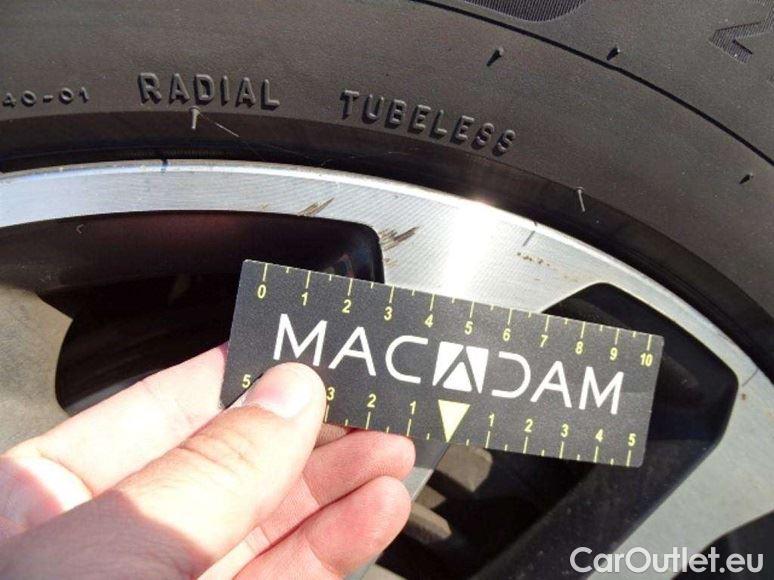 40-01 RADIAL TUBELESS
0 1 2 3 4 5 6 7 8 9 10
MACADAM
5 3 2 1 1 2 3 4 5
CarOutlet.eu